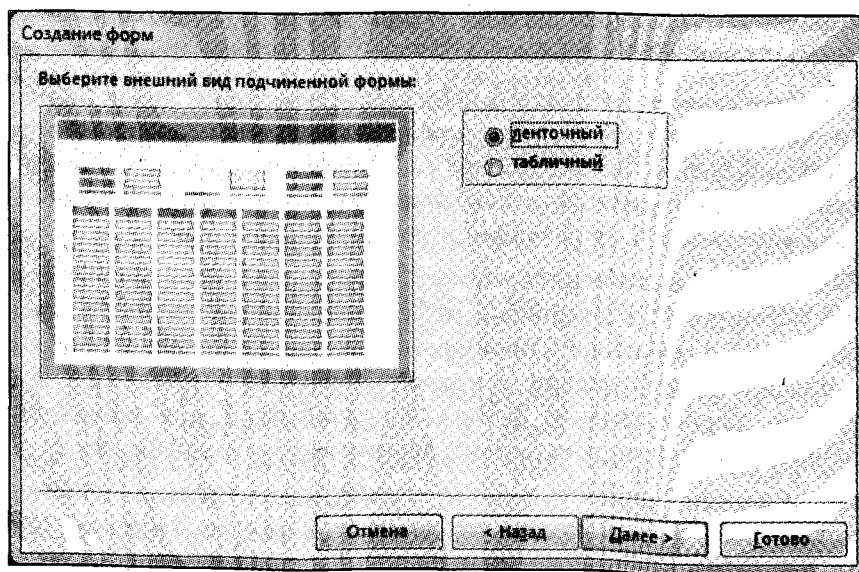 Создание форм
Выберите внешний вид подчиненной формы:
ленточный
табличный
Отмена
< Назад
Далее >
Готово